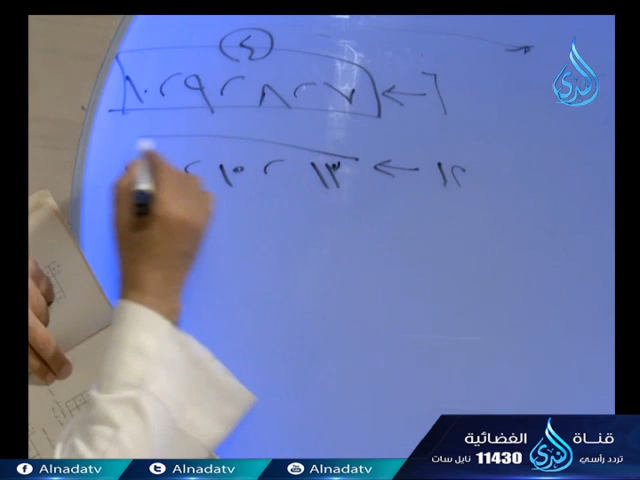 ٤
٦ ← ٧ ، ٨ ، ٩ ، ١٠
١٢ ← ١٣ ، ١٥ ،
الندى
قناة الندى الفضائية
تردد رأسي 11430 نايل سات
Alnadatv Alnadatv Alnadatv